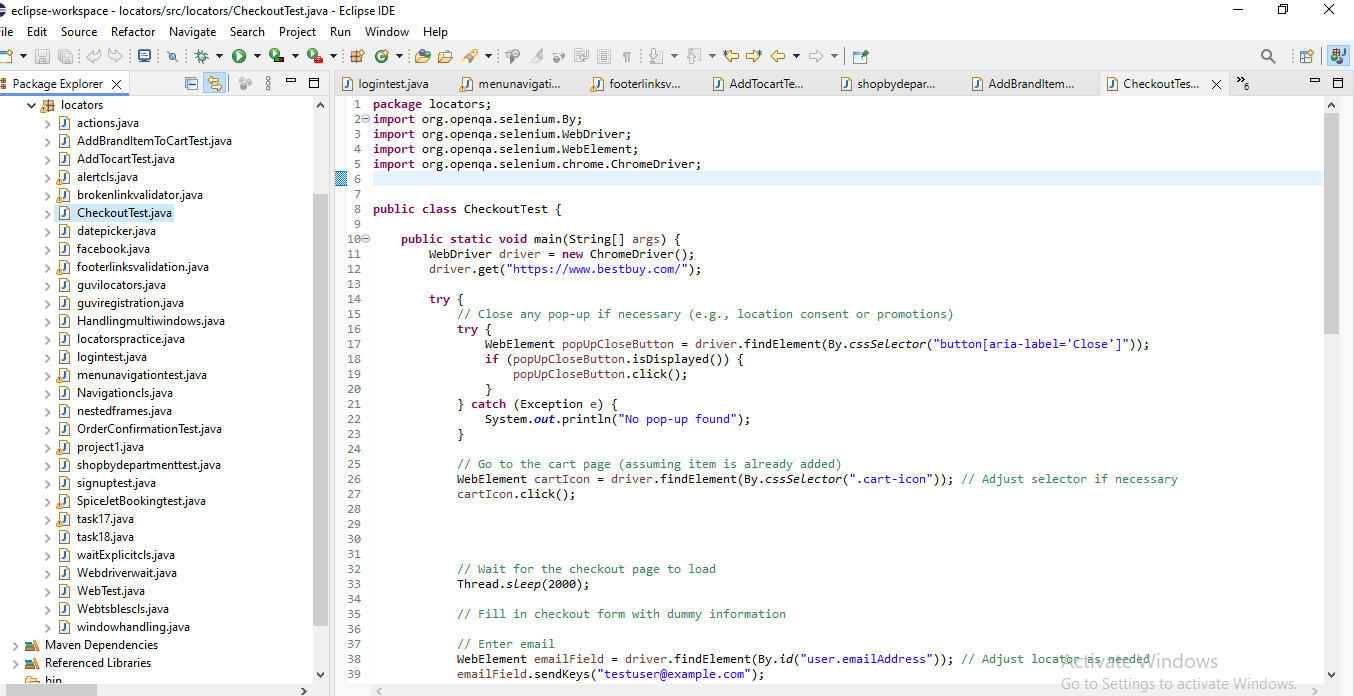 eclipse-workspace - locators/src/locators/CheckoutTest.java - Eclipse IDE
ile Edit Source Refactor Navigate Search Project Run Window Help
Package Explorer
logintest.java menunavigati... footerlinksv... AddTocartTe... shopbydepar... AddBrandItem... CheckoutTes... »6
locators
actions.java
AddBrandItemToCartTest.java
AddTocartTest.java
alertcls.java
brokenlinkvalidator.java
CheckoutTest.java
datepicker.java
facebook.java
footerlinksvalidation.java
guvilocators.java
guviregistration.java
Handlingmultiwindows.java
locatorspractice.java
logintest.java
menunavigationtest.java
Navigationcls.java
nestedframes.java
OrderConfirmationTest.java
project1.java
shopbydepartmenttest.java
signuptest.java
SpiceJetBookingtest.java
task17.java
task18.java
waitExplicitcls.java
Webdriverwait.java
WebTest.java
Webtsblescls.java
windowhandling.java
Maven Dependencies
Referenced Libraries
bin
1 package locators;
2 import org.openqa.selenium.By;
3 import org.openqa.selenium.WebDriver;
4 import org.openqa.selenium.WebElement;
5 import org.openqa.selenium.chrome.ChromeDriver;
6
7
8 public class CheckoutTest {
9
10 public static void main(String[] args) {
11 WebDriver driver = new ChromeDriver();
12 driver.get("https://www.bestbuy.com/");
13
14 try {
15 // Close any pop-up if necessary (e.g., location consent or promotions)
16 try {
17 WebElement popUpCloseButton = driver.findElement(By.cssSelector("button[aria-label='Close']"));
18 if (popUpCloseButton.isDisplayed()) {
19 popUpCloseButton.click();
20 }
21 } catch (Exception e) {
22 System.out.println("No pop-up found");
23 }
24
25 // Go to the cart page (assuming item is already added)
26 WebElement cartIcon = driver.findElement(By.cssSelector(".cart-icon")); // Adjust selector if necessary
27 cartIcon.click();
28
29
30
31
32 // Wait for the checkout page to load
33 Thread.sleep(2000);
34
35 // Fill in checkout form with dummy information
36
37 // Enter email
38 WebElement emailField = driver.findElement(By.id("user.emailAddress")); // Adjust locator as needed
39 emailField.sendKeys("testuser@example.com");
Activate Windows
Go to Settings to activate Windows.